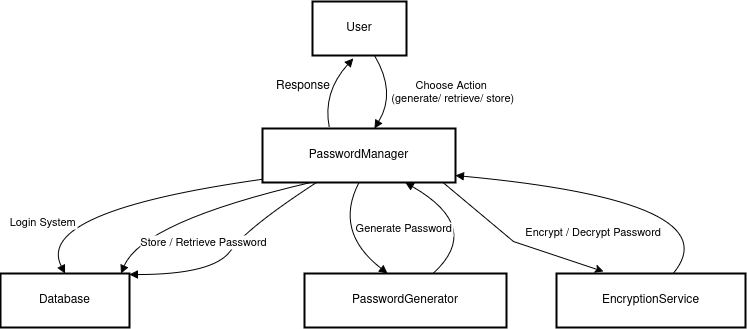 User
Response
Choose Action
(generate/ retrieve/ store)
PasswordManager
Login System
Store / Retrieve Password
Generate Password
Encrypt / Decrypt Password
Database
PasswordGenerator
EncryptionService